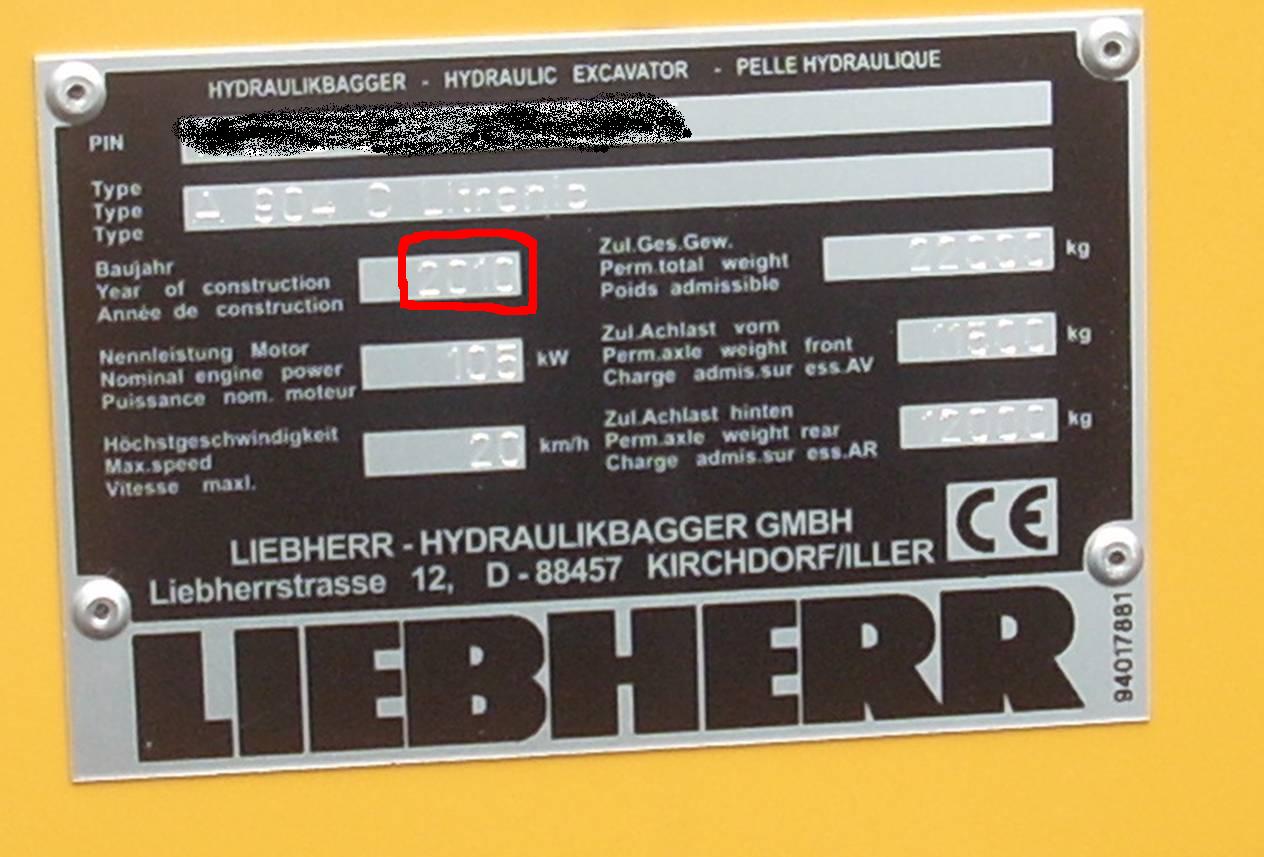 HYDRAULIKBAGGER - HYDRAULIC EXCAVATOR - PELLE HYDRAULIQUE
PIN
Type
Type
Type
A 904 C Litronic
Baujahr
Year of construction
Année de construction
2010
Zul.Ges.Gew.
Perm.total weight
Poids admissible
22000 kg
Nennleistung Motor
Nominal engine power
Puissance nom. moteur
105 kW
Zul.Achlast vorn
Perm.axle weight front
Charge admis.sur ess.AV
11500 kg
Höchstgeschwindigkeit
Max.speed
Vitesse maxl.
20 km/h
Zul.Achlast hinten
Perm.axle weight rear
Charge admis.sur ess.AR
12000 kg
CE
LIEBHERR - HYDRAULIKBAGGER GMBH
Liebherrstrasse 12, D - 88457 KIRCHDORF/ILLER
LIEBHERR
94017881